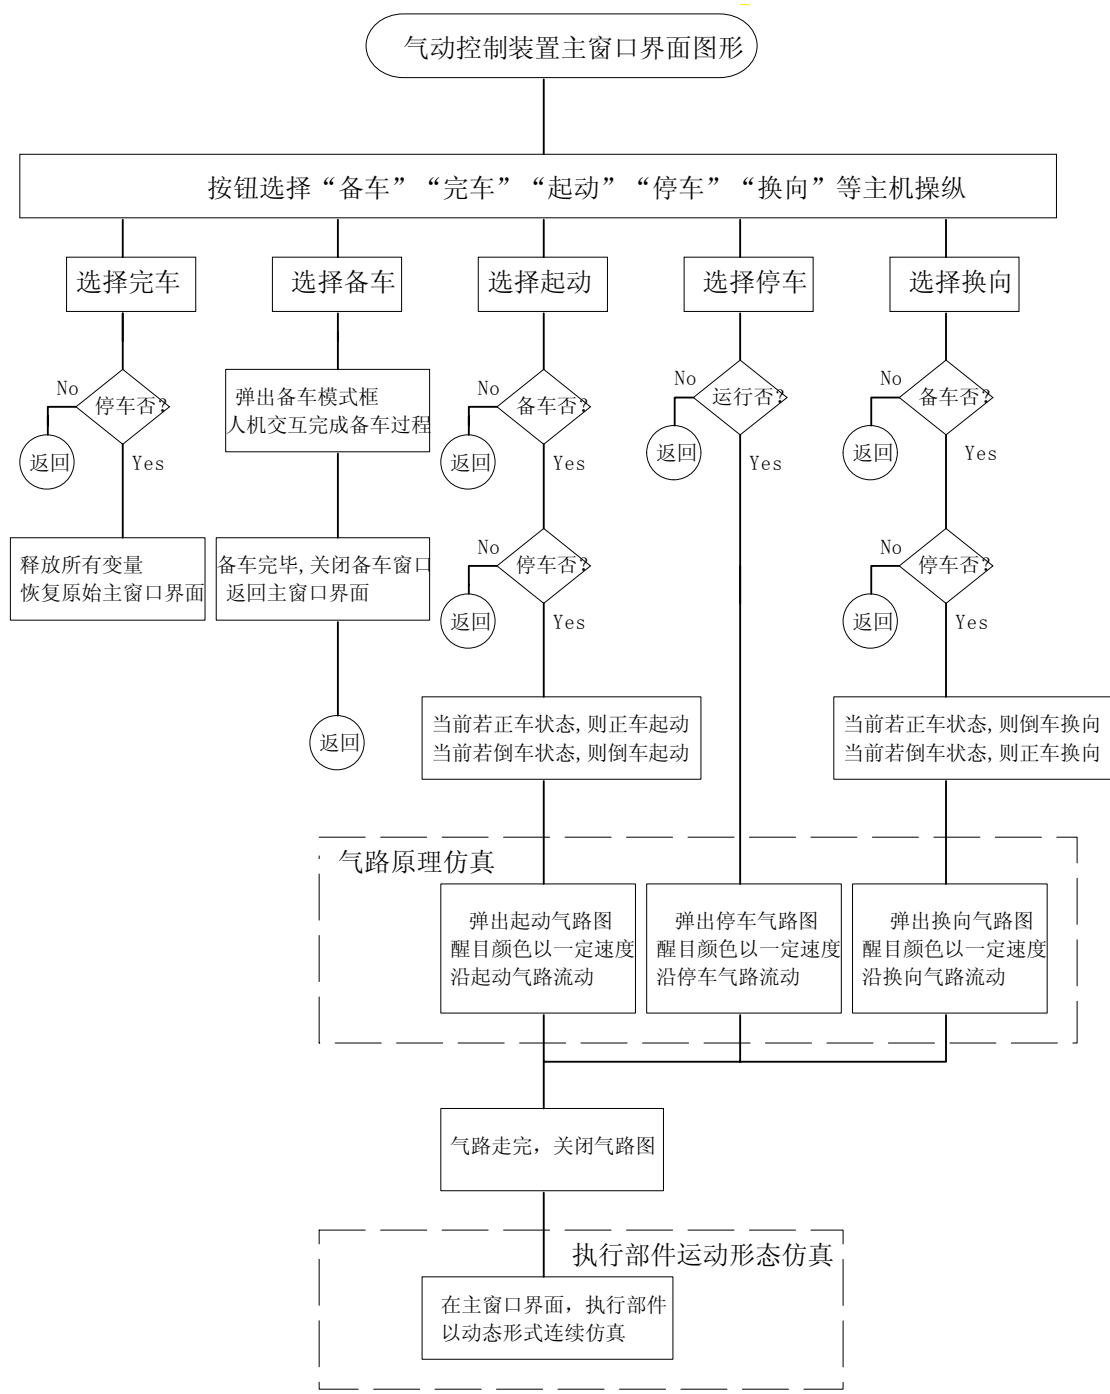 气动控制装置主窗口界面图形
按钮选择“备车”“完车”“起动”“停车”“换向”等主机操纵
选择完车
选择备车
选择起动
选择停车
选择换向
No
停车否?
返回
Yes
释放所有变量
恢复原始主窗口界面
弹出备车模式框
人机交互完成备车过程
备车完毕,关闭备车窗口
返回主窗口界面
返回
No
备车否?
返回
Yes
No
停车否?
返回
Yes
当前若正车状态,则正车起动
当前若倒车状态,则倒车起动
No
运行否?
返回
Yes
No
备车否?
返回
Yes
No
停车否?
返回
Yes
当前若正车状态,则倒车换向
当前若倒车状态,则正车换向
气路原理仿真
弹出起动气路图
醒目颜色以一定速度
沿起动气路流动
弹出停车气路图
醒目颜色以一定速度
沿停车气路流动
弹出换向气路图
醒目颜色以一定速度
沿换向气路流动
气路走完，关闭气路图
执行部件运动形态仿真
在主窗口界面，执行部件
以动态形式连续仿真